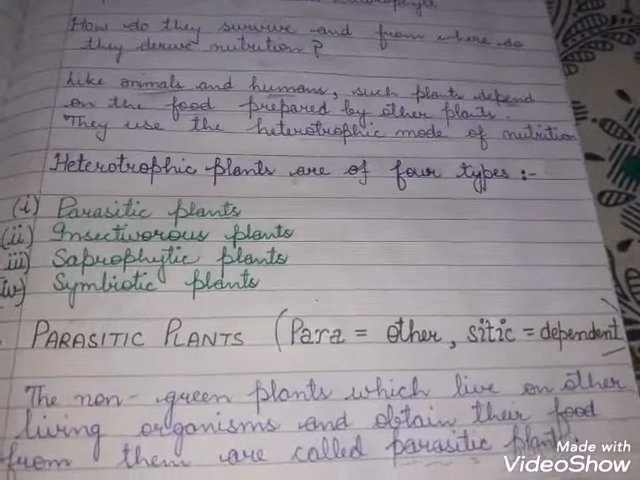 How do they survive and from where do
they derive nutrition?
Like animals and humans, such plants depend
on the food prepared by other plants.
They use the heterotrophic mode of nutrition
Heterotrophic plants are of four types :-
(i) Parasitic plants
(ii) Insectivorous plants
iii) Saprophytic plants
iv) Symbiotic plants
PARASITIC PLANTS (Para = other, sitic = dependent)
The non-green plants which live on other
living organisms and obtain their food
from them are called parasitic plants.
Made with
VideoShow